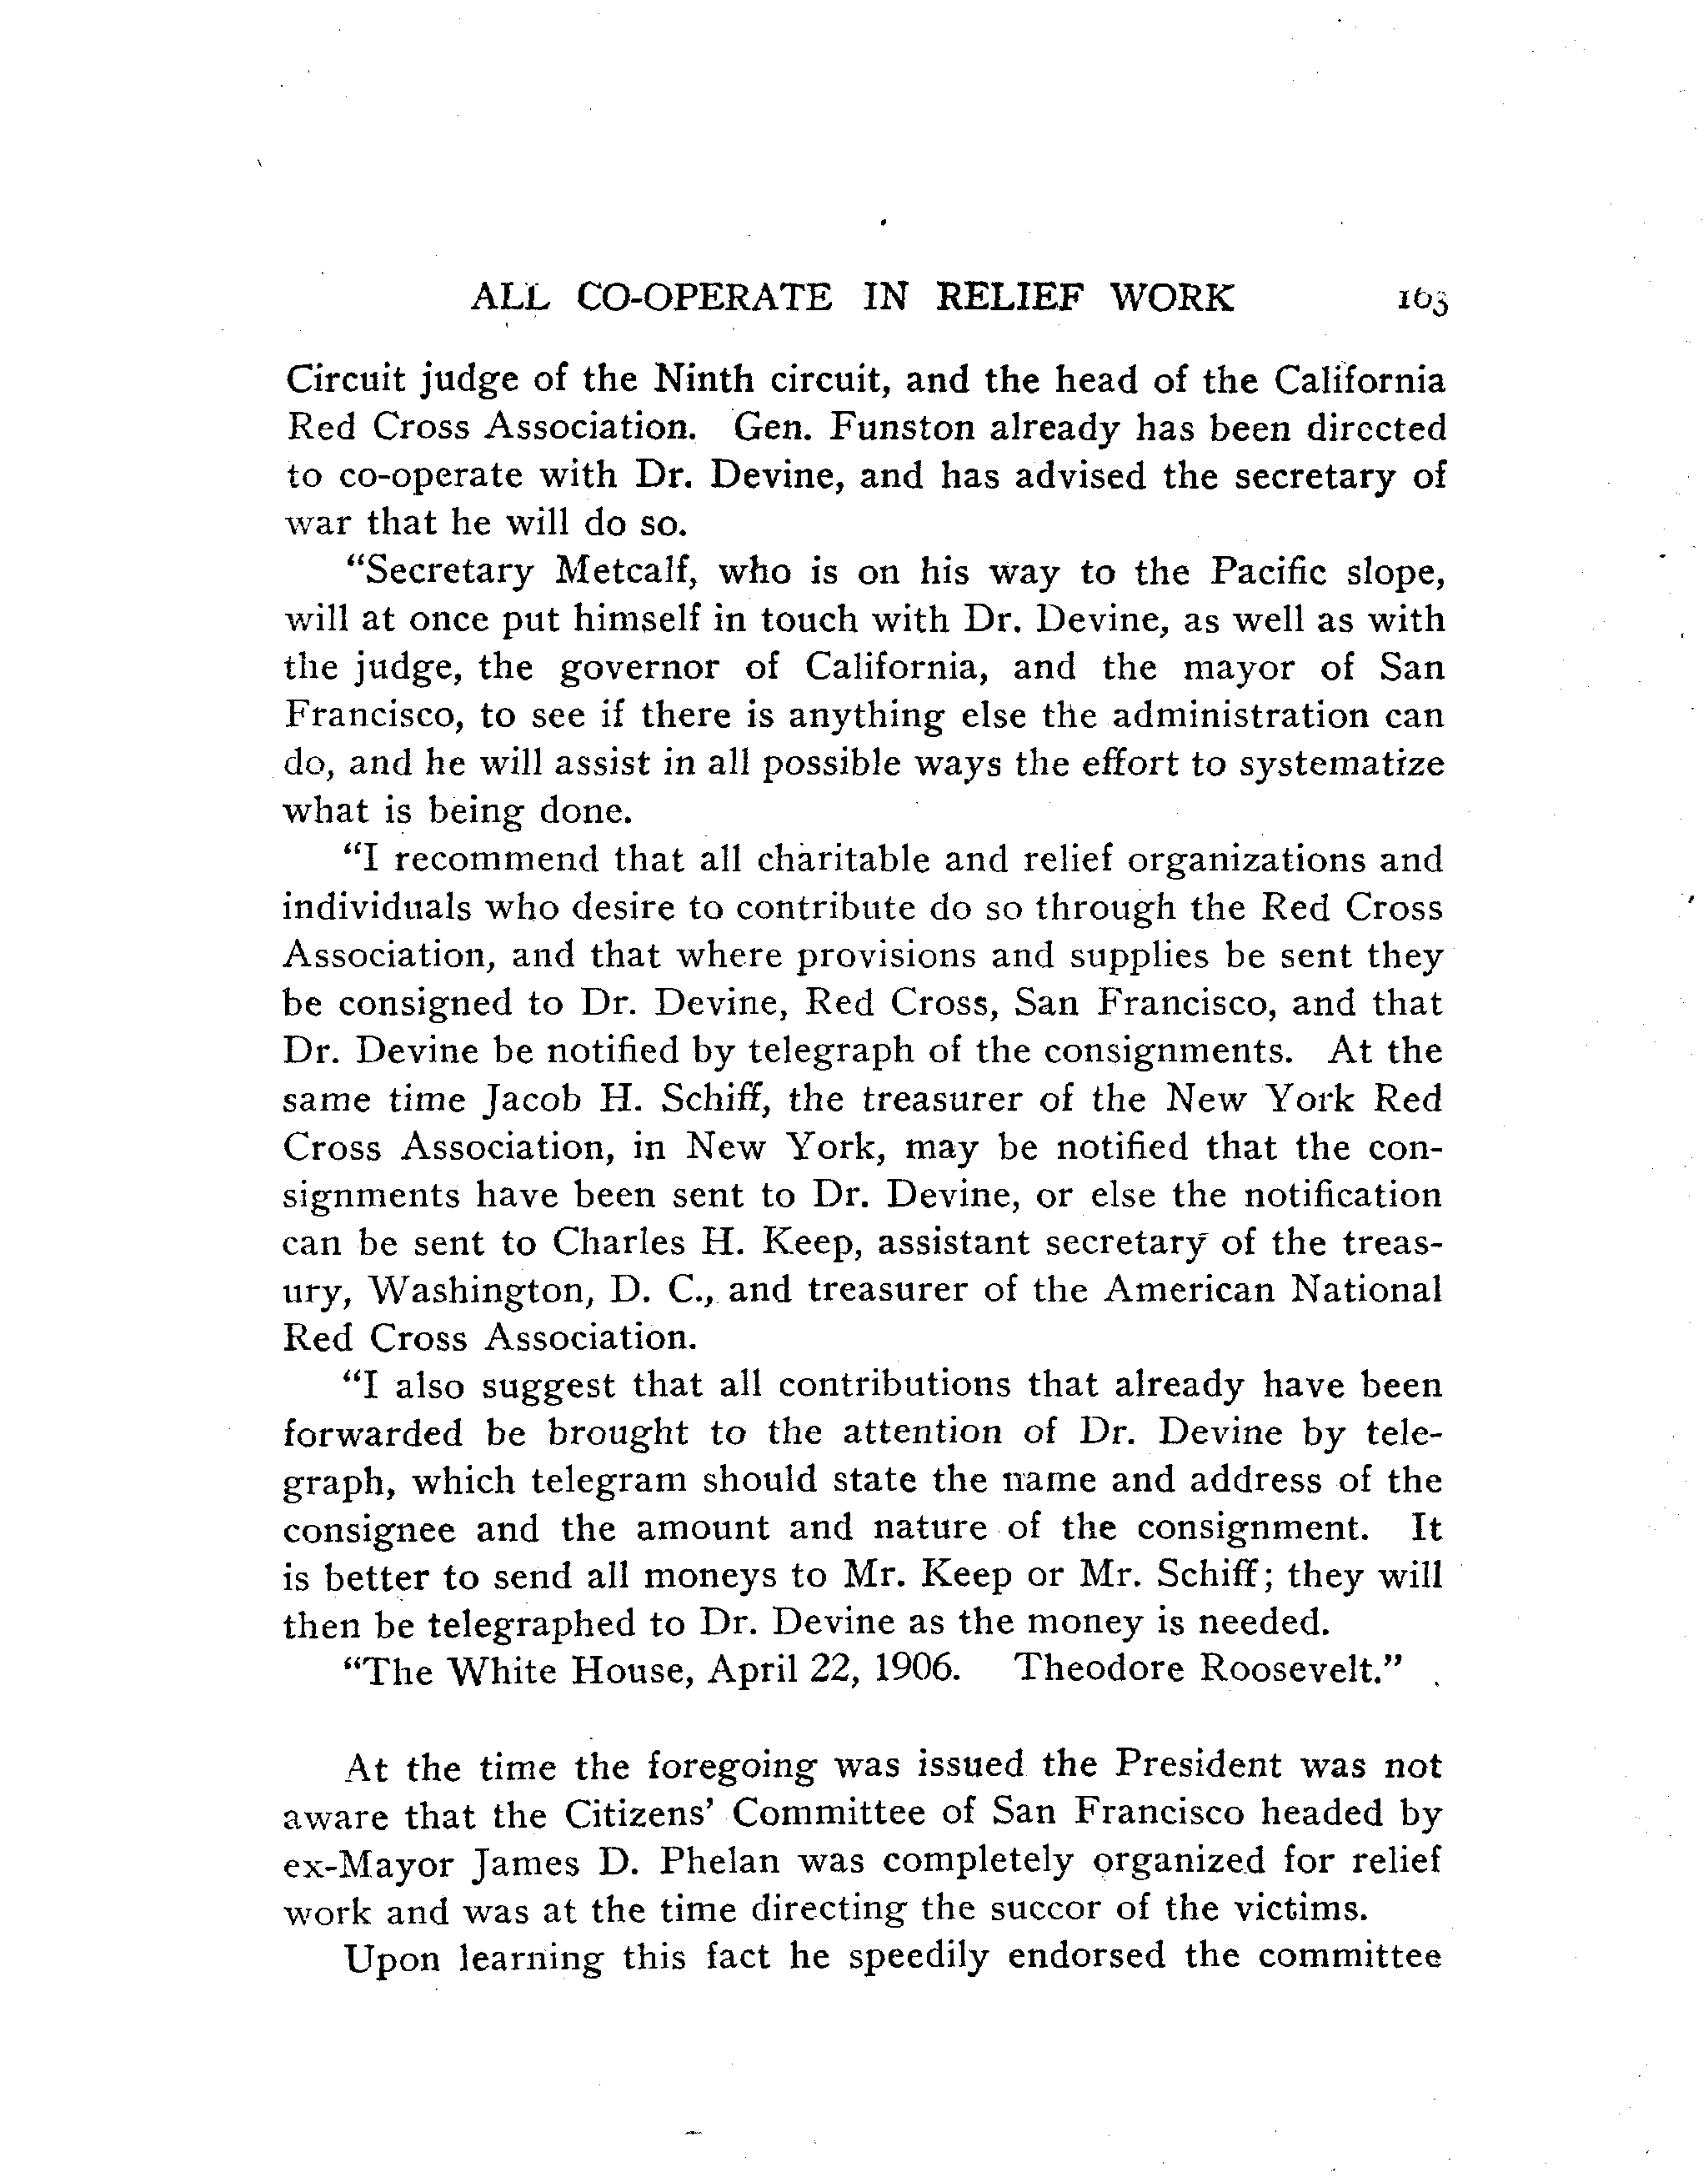 ALL CO-OPERATE IN RELIEF WORK 163
Circuit judge of the Ninth circuit, and the head of the California
Red Cross Association. Gen. Funston already has been directed
to co-operate with Dr. Devine, and has advised the secretary of
war that he will do so.
“Secretary Metcalf, who is on his way to the Pacific slope,
will at once put himself in touch with Dr. Devine, as well as with
the judge, the governor of California, and the mayor of San
Francisco, to see if there is anything else the administration can
do, and he will assist in all possible ways the effort to systematize
what is being done.
“I recommend that all charitable and relief organizations and
individuals who desire to contribute do so through the Red Cross
Association, and that where provisions and supplies be sent they
be consigned to Dr. Devine, Red Cross, San Francisco, and that
Dr. Devine be notified by telegraph of the consignments. At the
same time Jacob H. Schiff, the treasurer of the New York Red
Cross Association, in New York, may be notified that the con-
signments have been sent to Dr. Devine, or else the notification
can be sent to Charles H. Keep, assistant secretary of the treas-
ury, Washington, D. C., and treasurer of the American National
Red Cross Association.
“I also suggest that all contributions that already have been
forwarded be brought to the attention of Dr. Devine by tele-
graph, which telegram should state the name and address of the
consignee and the amount and nature of the consignment. It
is better to send all moneys to Mr. Keep or Mr. Schiff; they will
then be telegraphed to Dr. Devine as the money is needed.
“The White House, April 22, 1906. Theodore Roosevelt.”
At the time the foregoing was issued the President was not
aware that the Citizens’ Committee of San Francisco headed by
ex-Mayor James D. Phelan was completely organized for relief
work and was at the time directing the succor of the victims.
Upon learning this fact he speedily endorsed the committee